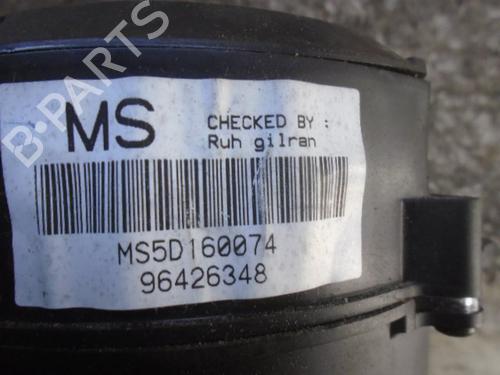 B-PARTS
MS
CHECKED BY :
Ruh gilran
MS5D160074
96426348